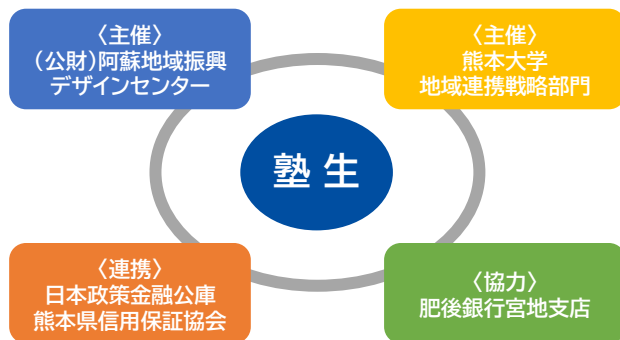 〈主催〉
(公財)阿蘇地域振興
デザインセンター
〈主催〉
熊本大学
地域連携戦略部門
塾生
〈連携〉
日本政策金融公庫
熊本県信用保証協会
〈協力〉
肥後銀行宮地支店